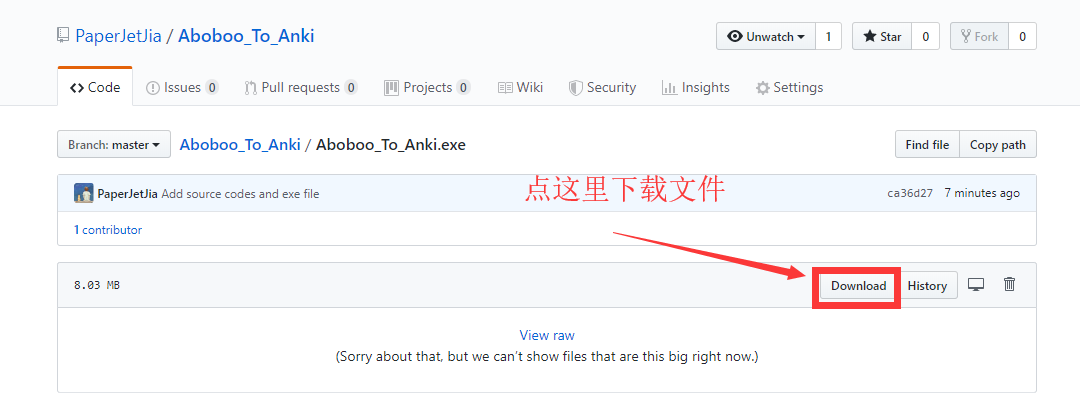 PaperJetJia / Aboboo_To_Anki
Unwatch 1 Star 0 Fork 0
Code Issues 0 Pull requests 0 Projects 0 Wiki Security Insights Settings
Branch: master Aboboo_To_Anki / Aboboo_To_Anki.exe Find file Copy path
PaperJetJia Add source codes and exe file ca36d27 7 minutes ago
点这里下载文件
1 contributor
8.03 MB Download History
View raw
(Sorry about that, but we can’t show files that are this big right now.)